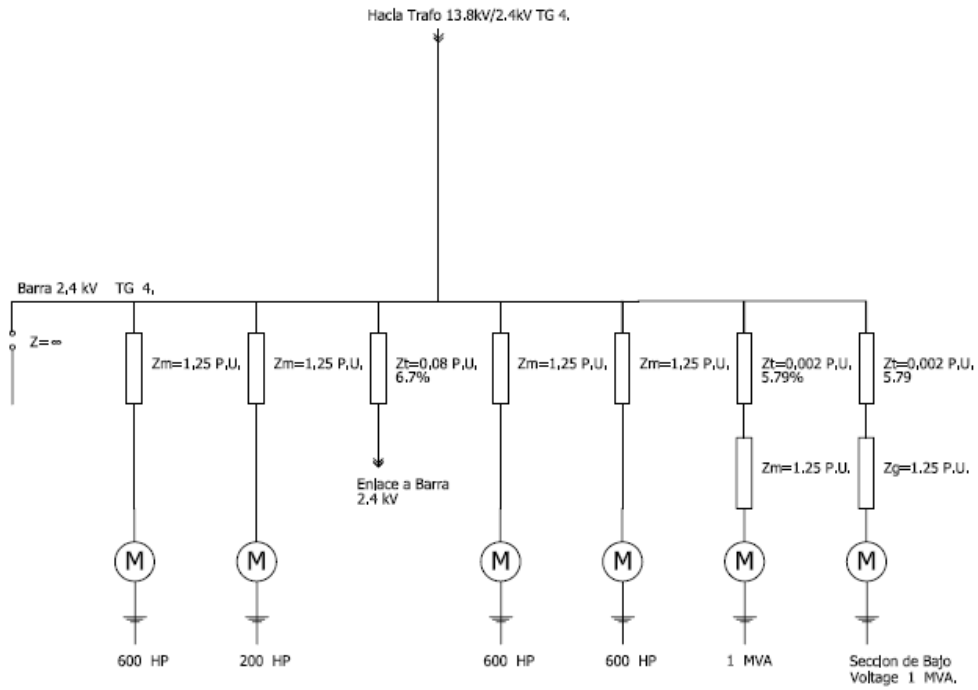 Hacia Trafo 13.8kV/2.4kV TG 4.
Barra 2,4 kV TG 4.
Z=∞
Zm=1,25 P.U.
Zm=1,25 P.U.
Zt=0,08 P.U.
6.7%
Zm=1,25 P.U.
Zm=1,25 P.U.
Zt=0,002 P.U.
5.79%
Zt=0,002 P.U.
5.79
Enlace a Barra
2.4 kV
Zm=1.25 P.U.
Zg=1.25 P.U.
M
M
M
M
M
M
600 HP
200 HP
600 HP
600 HP
1 MVA
Seccion de Bajo
Voltage 1 MVA.